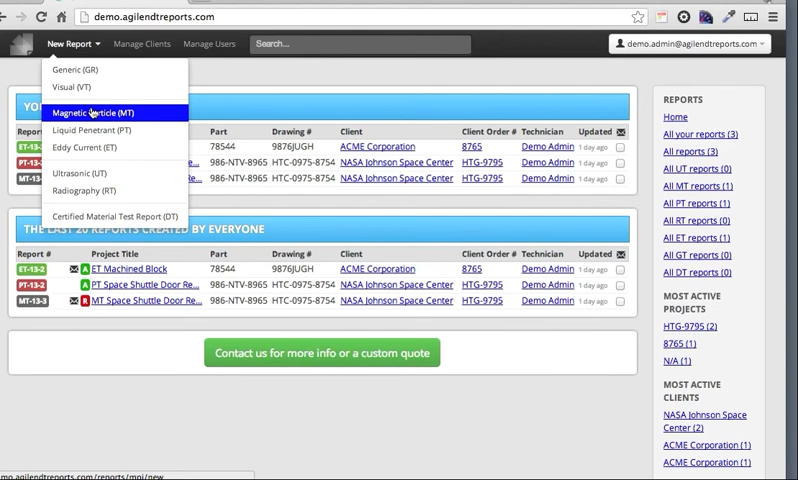 demo.agilendtreports.com
New Report Manage Clients Manage Users Search... demo.admin@agilendtreports.com
Generic (GR)
Visual (VT)
Magnetic Particle (MT)
Liquid Penetrant (PT)
Eddy Current (ET)
Ultrasonic (UT)
Radiography (RT)
Certified Material Test Report (DT)
Part Drawing # Client Client Order # Technician Updated
ET-13- 78544 9876JUGH ACME Corporation 8765 Demo Admin 1 day ago
PT-13- ... 986-NTV-8965 HTC-0975-8754 NASA Johnson Space Center HTG-9795 Demo Admin 1 day ago
MT-13- ... 986-NTV-8965 HTC-0975-8754 NASA Johnson Space Center HTG-9795 Demo Admin 1 day ago
THE LAST 20 REPORTS CREATED BY EVERYONE
Report # Project Title Part Drawing # Client Client Order # Technician Updated
ET-13-2 A ET Machined Block 78544 9876JUGH ACME Corporation 8765 Demo Admin 1 day ago
PT-13-2 A PT Space Shuttle Door Re... 986-NTV-8965 HTC-0975-8754 NASA Johnson Space Center HTG-9795 Demo Admin 1 day ago
MT-13-3 R MT Space Shuttle Door Re... 986-NTV-8965 HTC-0975-8754 NASA Johnson Space Center HTG-9795 Demo Admin 1 day ago
Contact us for more info or a custom quote
REPORTS
Home
All your reports (3)
All reports (3)
All UT reports (0)
All MT reports (1)
All PT reports (1)
All RT reports (0)
All ET reports (1)
All GT reports (0)
All DT reports (0)
MOST ACTIVE
PROJECTS
HTG-9795 (2)
8765 (1)
N/A (1)
MOST ACTIVE
CLIENTS
NASA Johnson Space
Center (2)
ACME Corporation (1)
ACME Corporation (1)